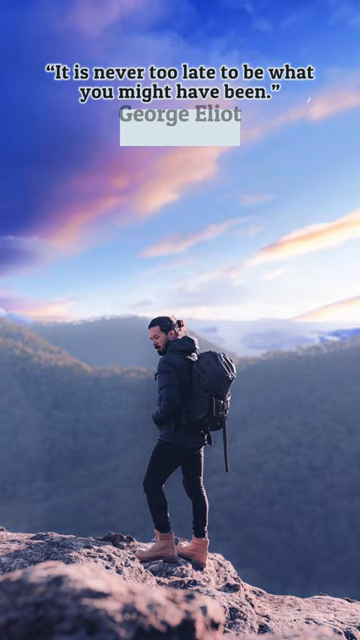 “It is never too late to be what
you might have been.”
George Eliot